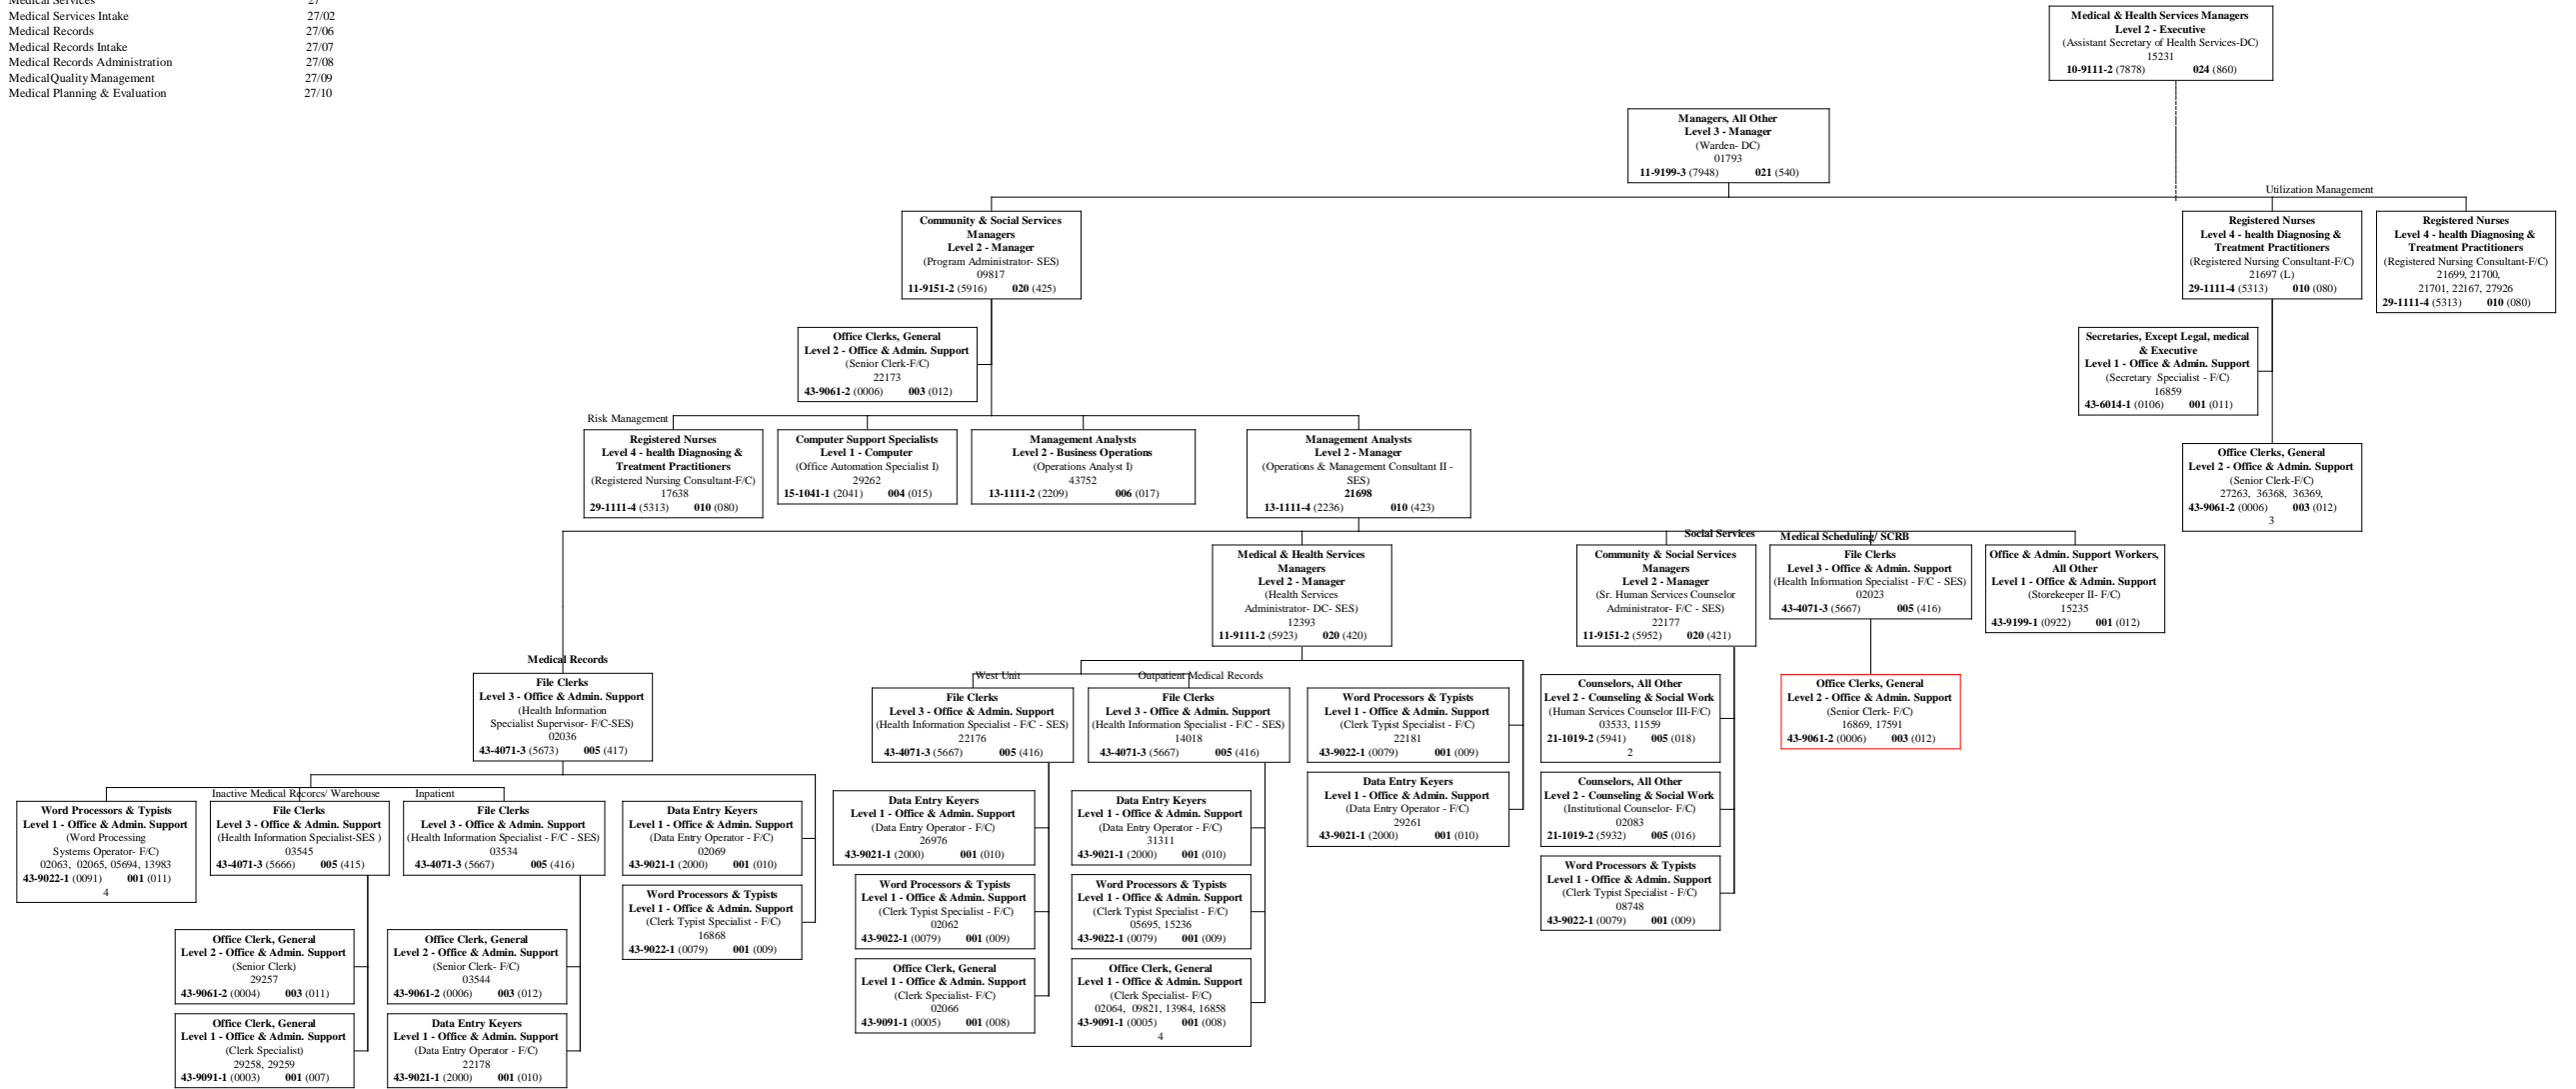 Medical Services 27
Medical Services Intake 27/02
Medical Records 27/06
Medical Records Intake 27/07
Medical Records Administration 27/08
MedicalQuality Management 27/09
Medical Planning & Evaluation 27/10
Medical & Health Services Managers
Level 2 - Executive
(Assistant Secretary of Health Services-DC)
15231
10-9111-2 (7878) 024 (860)
Managers, All Other
Level 3 - Manager
(Warden- DC)
01793
11-9199-3 (7948) 021 (540)
Utilization Management
Community & Social Services
Managers
Level 2 - Manager
(Program Administrator- SES)
09817
11-9151-2 (5916) 020 (425)
Registered Nurses
Level 4 - health Diagnosing &
Treatment Practitioners
(Registered Nursing Consultant-F/C)
21697 (L)
29-1111-4 (5313) 010 (080)
Registered Nurses
Level 4 - health Diagnosing &
Treatment Practitioners
(Registered Nursing Consultant-F/C)
21699, 21700,
21701, 22167, 27926
29-1111-4 (5313) 010 (080)
Office Clerks, General
Level 2 - Office & Admin. Support
(Senior Clerk-F/C)
22173
43-9061-2 (0006) 003 (012)
Secretaries, Except Legal, medical
& Executive
Level 1 - Office & Admin. Support
(Secretary Specialist - F/C)
16859
43-6014-1 (0106) 001 (011)
Risk Management
Registered Nurses
Level 4 - health Diagnosing &
Treatment Practitioners
(Registered Nursing Consultant-F/C)
17638
29-1111-4 (5313) 010 (080)
Computer Support Specialists
Level 1 - Computer
(Office Automation Specialist I)
29262
15-1041-1 (2041) 004 (015)
Management Analysts
Level 2 - Business Operations
(Operations Analyst I)
43752
13-1111-2 (2209) 006 (017)
Management Analysts
Level 2 - Manager
(Operations & Management Consultant II -
SES)
21698
13-1111-4 (2236) 010 (423)
Office Clerks, General
Level 2 - Office & Admin. Support
(Senior Clerk-F/C)
27263, 36368, 36369,
43-9061-2 (0006) 003 (012)
3
Medical & Health Services
Managers
Level 2 - Manager
(Health Services
Administrator- DC- SES)
12393
11-9111-2 (5923) 020 (420)
Social Services
Community & Social Services
Managers
Level 2 - Manager
(Sr. Human Services Counselor
Administrator- F/C - SES)
22177
11-9151-2 (5952) 020 (421)
Medical Scheduling/ SCRB
File Clerks
Level 3 - Office & Admin. Support
(Health Information Specialist - F/C - SES)
02023
43-4071-3 (5667) 005 (416)
Office & Admin. Support Workers,
All Other
Level 1 - Office & Admin. Support
(Storekeeper II- F/C)
15235
43-9199-1 (0922) 001 (012)
Medical Records
File Clerks
Level 3 - Office & Admin. Support
(Health Information
Specialist Supervisor- F/C-SES)
02036
43-4071-3 (5673) 005 (417)
West Unit
File Clerks
Level 3 - Office & Admin. Support
(Health Information Specialist - F/C - SES)
22176
43-4071-3 (5667) 005 (416)
Outpatient Medical Records
File Clerks
Level 3 - Office & Admin. Support
(Health Information Specialist - F/C - SES)
14018
43-4071-3 (5667) 005 (416)
Word Processors & Typists
Level 1 - Office & Admin. Support
(Clerk Typist Specialist - F/C)
22181
43-9022-1 (0079) 001 (009)
Counselors, All Other
Level 2 - Counseling & Social Work
(Human Services Counselor III-F/C)
03533, 11559
21-1019-2 (5941) 005 (018)
2
Office Clerks, General
Level 2 - Office & Admin. Support
(Senior Clerk- F/C)
16869, 17591
43-9061-2 (0006) 003 (012)
Data Entry Keyers
Level 1 - Office & Admin. Support
(Data Entry Operator - F/C)
29261
43-9021-1 (2000) 001 (010)
Counselors, All Other
Level 2 - Counseling & Social Work
(Institutional Counselor- F/C)
02083
21-1019-2 (5932) 005 (016)
Word Processors & Typists
Level 1 - Office & Admin. Support
(Clerk Typist Specialist - F/C)
08748
43-9022-1 (0079) 001 (009)
Word Processors & Typists
Level 1 - Office & Admin. Support
(Word Processing
Systems Operator- F/C)
02063, 02065, 05694, 13983
43-9022-1 (0091) 001 (011)
4
Inactive Medical Recorcs/ Warehouse
File Clerks
Level 3 - Office & Admin. Support
(Health Information Specialist-SES )
03545
43-4071-3 (5666) 005 (415)
Inpatient
File Clerks
Level 3 - Office & Admin. Support
(Health Information Specialist - F/C - SES)
03534
43-4071-3 (5667) 005 (416)
Data Entry Keyers
Level 1 - Office & Admin. Support
(Data Entry Operator - F/C)
02069
43-9021-1 (2000) 001 (010)
Word Processors & Typists
Level 1 - Office & Admin. Support
(Clerk Typist Specialist - F/C)
16868
43-9022-1 (0079) 001 (009)
Data Entry Keyers
Level 1 - Office & Admin. Support
(Data Entry Operator - F/C)
26976
43-9021-1 (2000) 001 (010)
Word Processors & Typists
Level 1 - Office & Admin. Support
(Clerk Typist Specialist - F/C)
02062
43-9022-1 (0079) 001 (009)
Office Clerk, General
Level 1 - Office & Admin. Support
(Clerk Specialist- F/C)
02066
43-9091-1 (0005) 001 (008)
Data Entry Keyers
Level 1 - Office & Admin. Support
(Data Entry Operator - F/C)
31311
43-9021-1 (2000) 001 (010)
Word Processors & Typists
Level 1 - Office & Admin. Support
(Clerk Typist Specialist - F/C)
05695, 15236
43-9022-1 (0079) 001 (009)
Office Clerk, General
Level 1 - Office & Admin. Support
(Clerk Specialist- F/C)
02064, 09821, 13984, 16858
43-9091-1 (0005) 001 (008)
4
Office Clerk, General
Level 2 - Office & Admin. Support
(Senior Clerk)
29257
43-9061-2 (0004) 003 (011)
Office Clerk, General
Level 1 - Office & Admin. Support
(Clerk Specialist)
29258, 29259
43-9091-1 (0003) 001 (007)
Office Clerk, General
Level 2 - Office & Admin. Support
(Senior Clerk- F/C)
03544
43-9061-2 (0006) 003 (012)
Data Entry Keyers
Level 1 - Office & Admin. Support
(Data Entry Operator - F/C)
22178
43-9021-1 (2000) 001 (010)